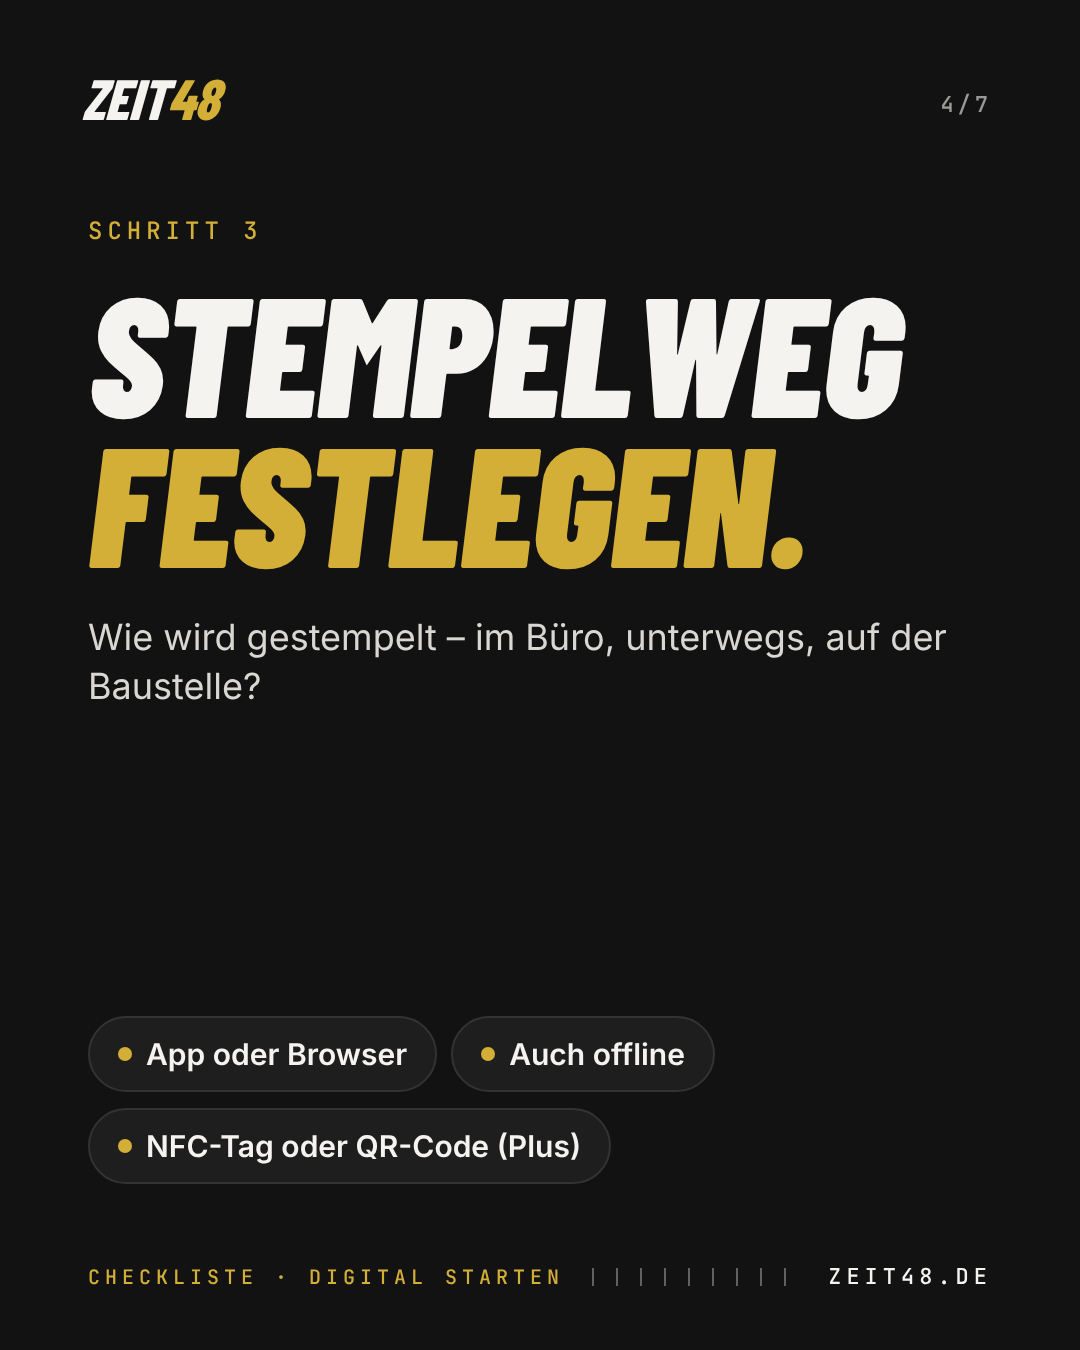 ZEIT48
4/7
SCHRITT 3
STEMPELWEG
FESTLEGEN.
Wie wird gestempelt – im Büro, unterwegs, auf der
Baustelle?
App oder Browser
Auch offline
NFC-Tag oder QR-Code (Plus)
CHECKLISTE · DIGITAL STARTEN
ZEIT48.DE